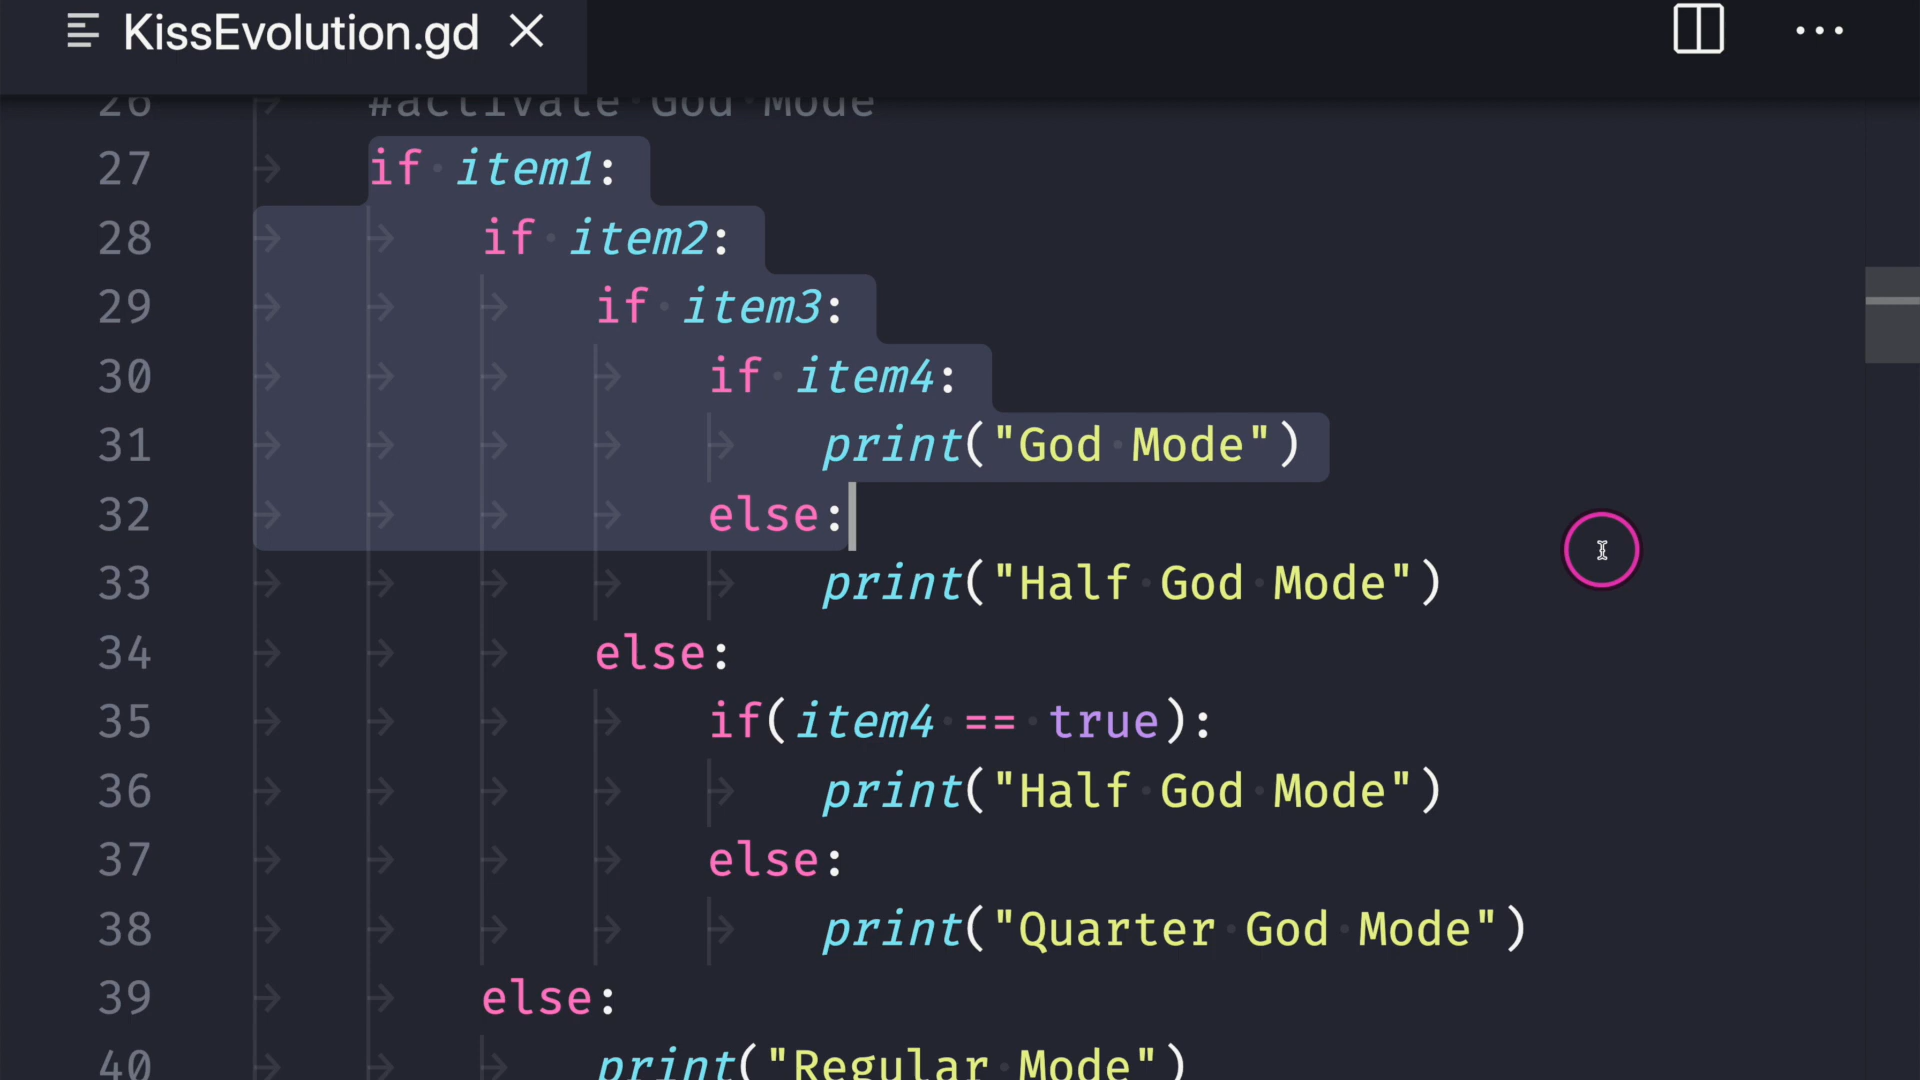 KissEvolution.gd
26 #activate God Mode
27 if item1:
28 if item2:
29 if item3:
30 if item4:
31 print("God Mode")
32 else:
33 print("Half God Mode")
34 else:
35 if(item4 == true):
36 print("Half God Mode")
37 else:
38 print("Quarter God Mode")
39 else:
40 print("Regular Mode")